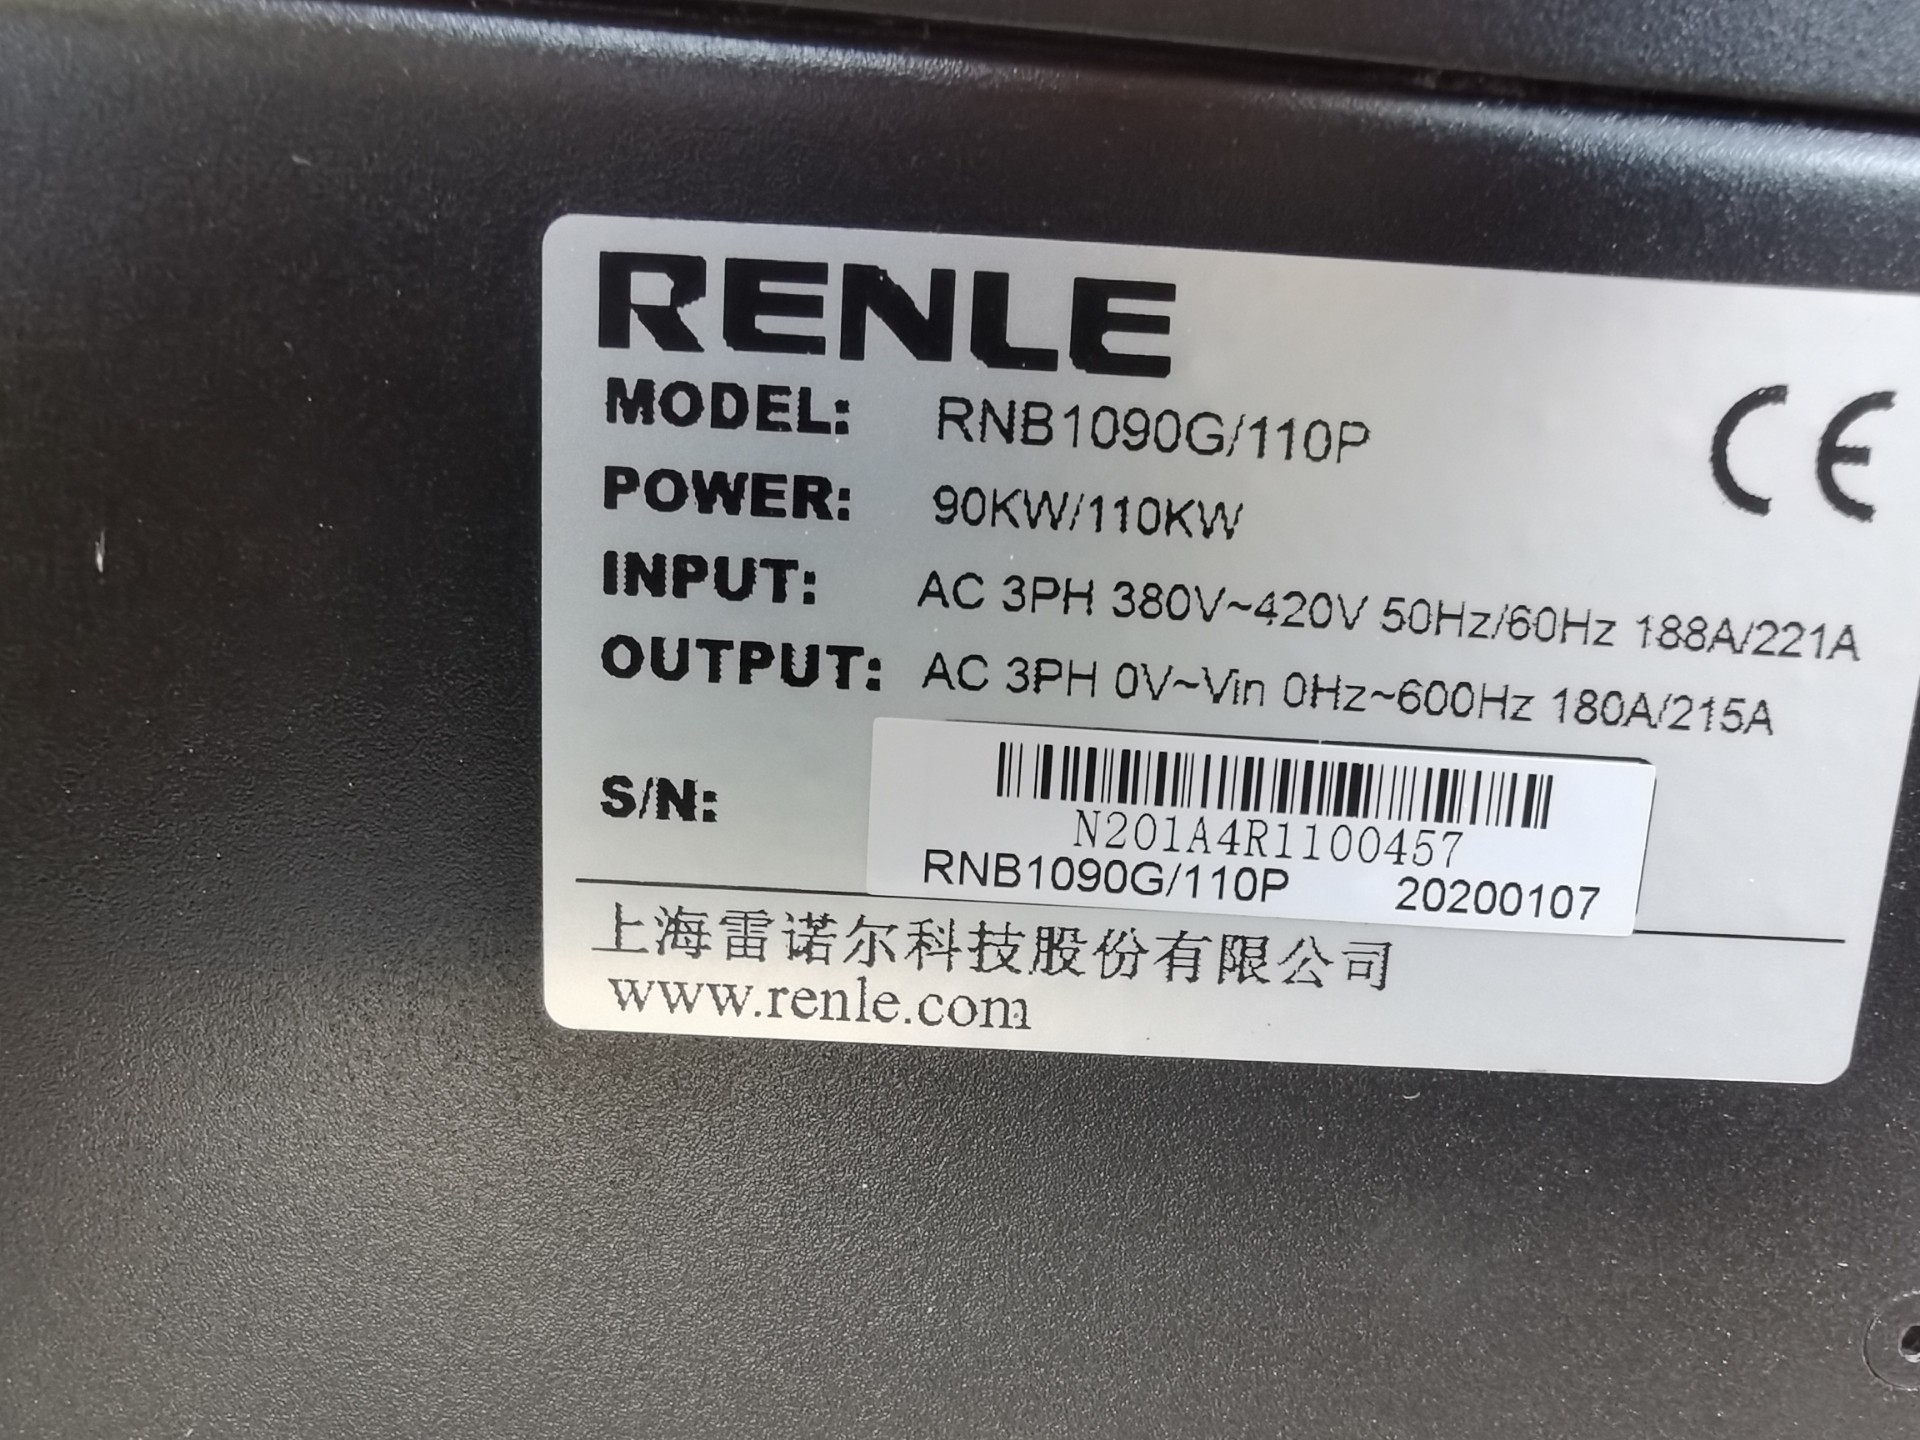 RENLE
MODEL: RNB1090G/110P
CE
POWER: 90KW/110KW
INPUT: AC 3PH 380V~420V 50Hz/60Hz 188A/221A
OUTPUT: AC 3PH 0V~Vin 0Hz~600Hz 180A/215A
S/N:
N201A4R1100457
RNB1090G/110P 20200107
上海雷诺尔科技股份有限公司
www.renle.com